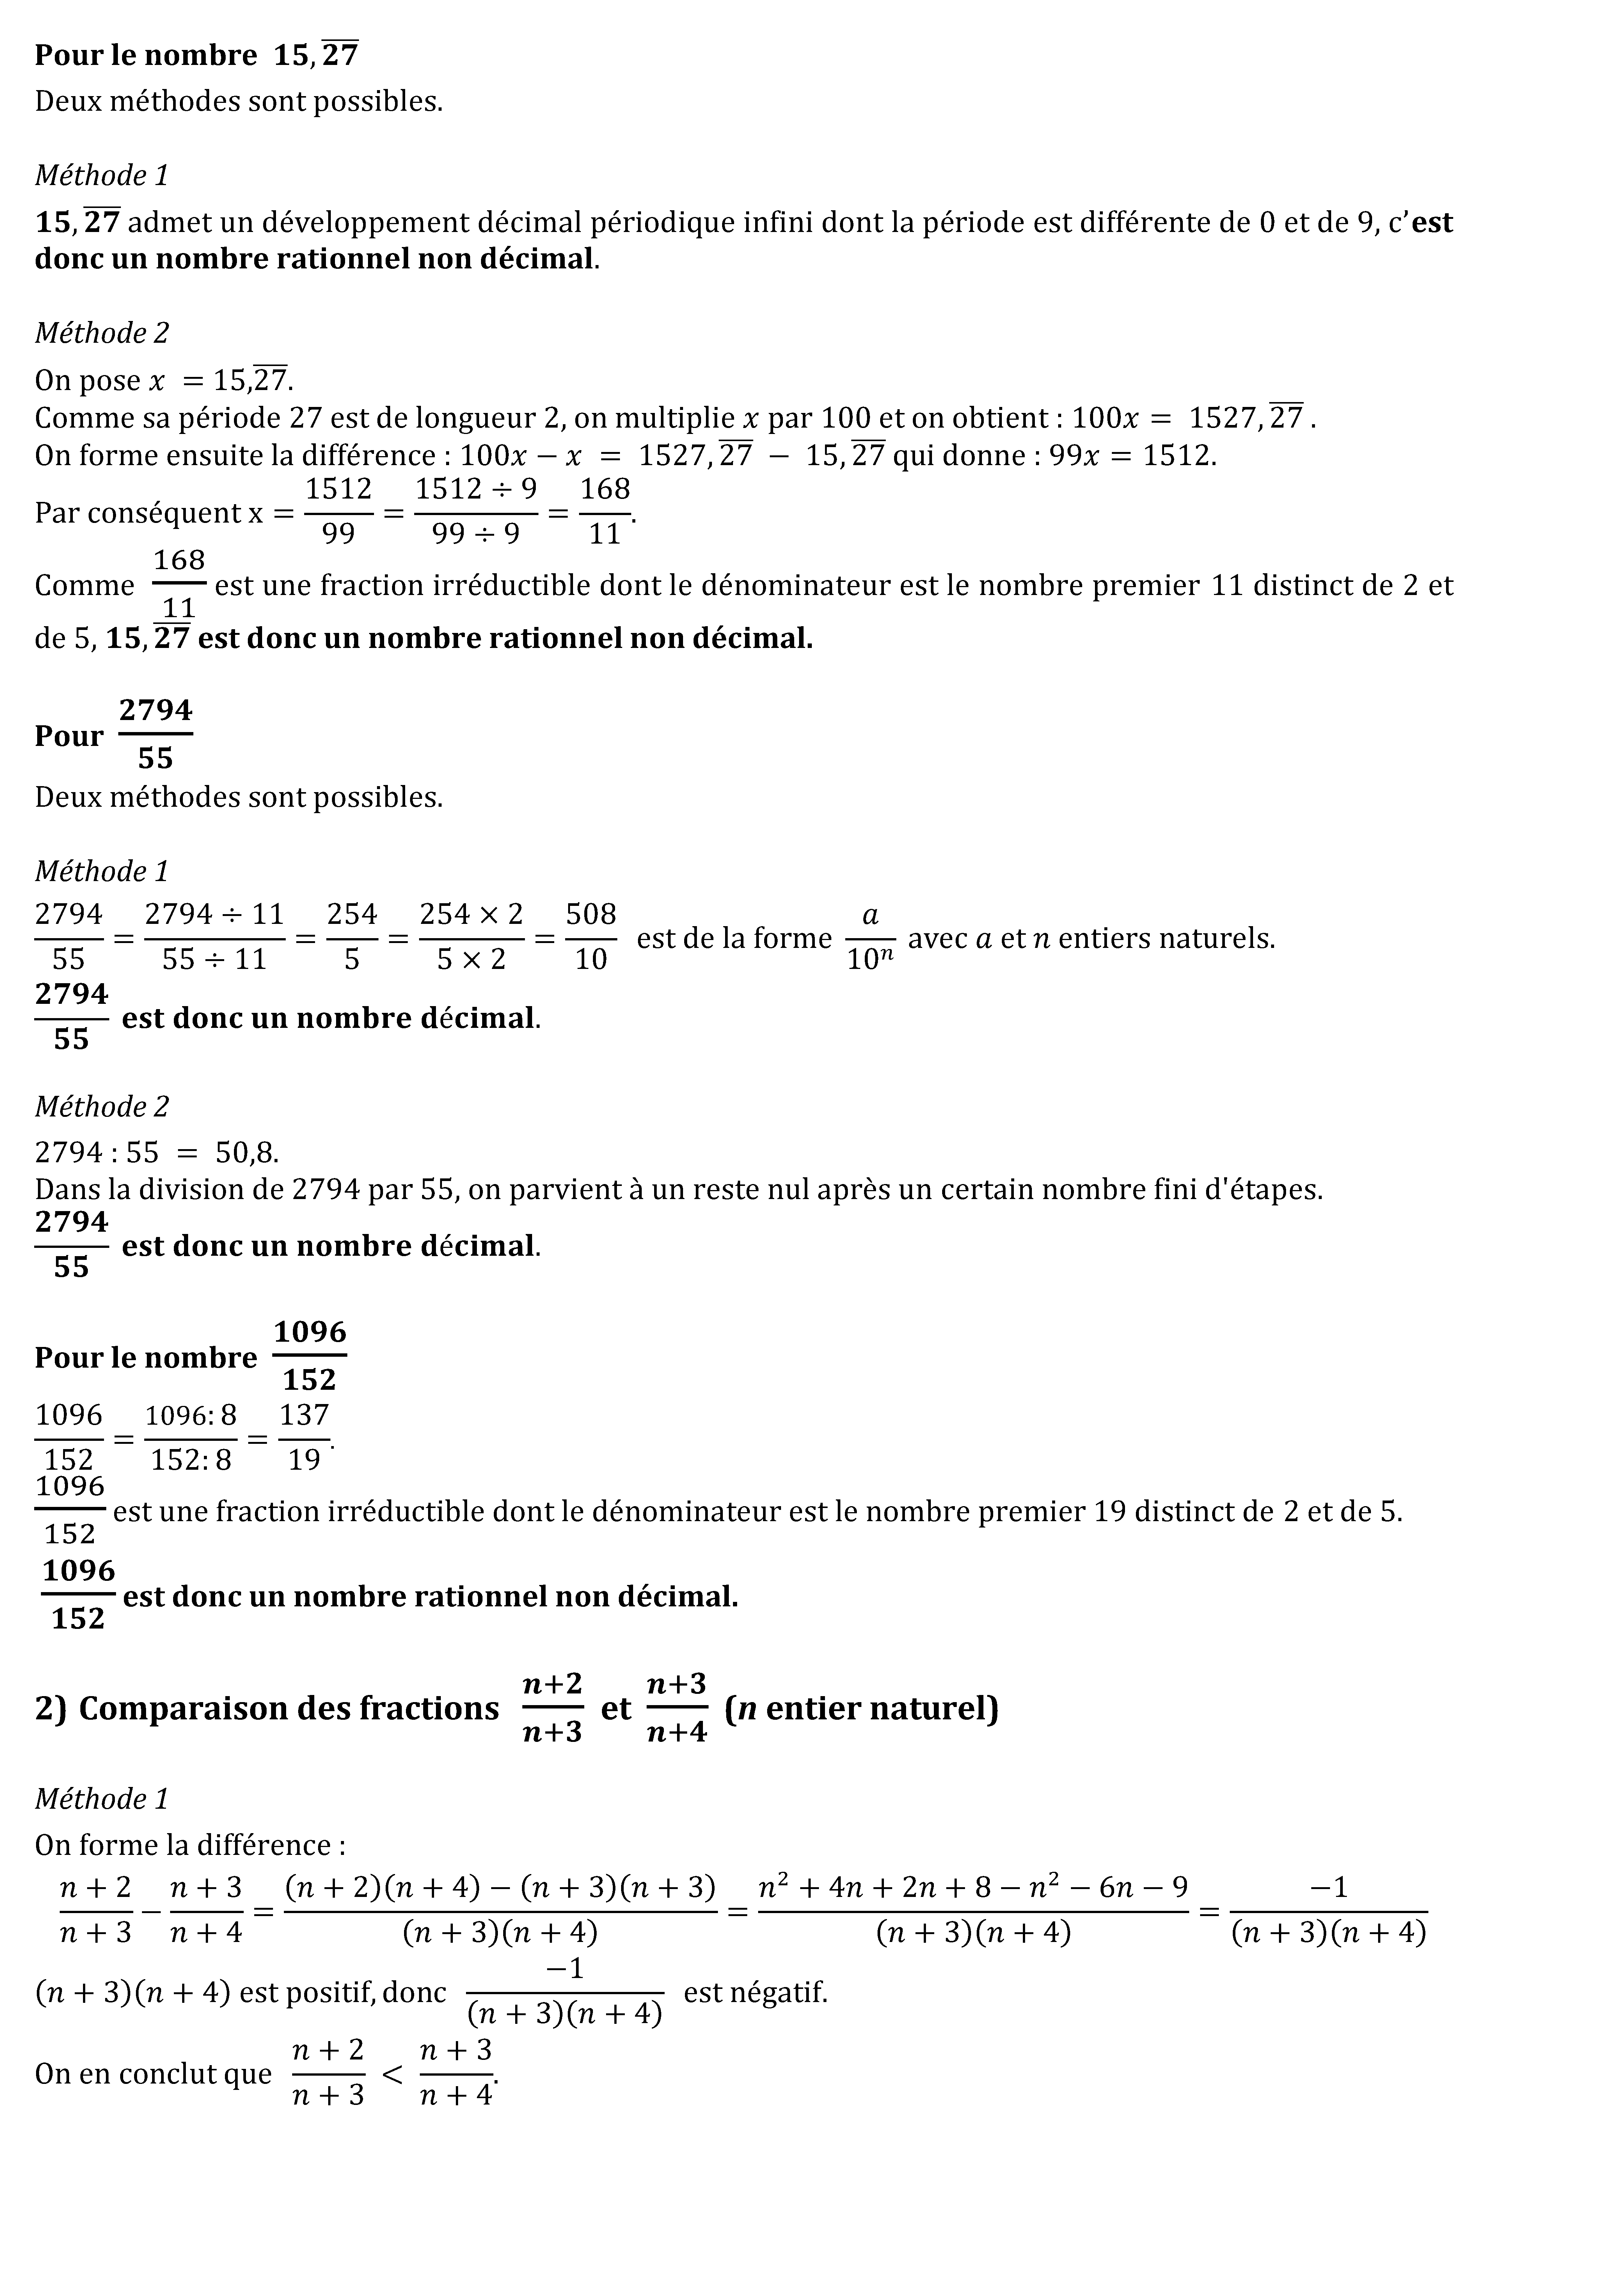 Pour le nombre $\mathbf{15},\overline{\mathbf{27}}$
Deux méthodes sont possibles.
Méthode 1
$\mathbf{15},\overline{\mathbf{27}}$ admet un développement décimal périodique infini dont la période est différente de 0 et de 9, c’est
donc un nombre rationnel non décimal.
Méthode 2
On pose $x = 15{,}\overline{27}$.
Comme sa période 27 est de longueur 2, on multiplie $x$ par 100 et on obtient : $100x = 1527,\overline{27}$ .
On forme ensuite la différence : $100x - x = 1527,\overline{27} - 15,\overline{27}$ qui donne : $99x = 1512$.
Par conséquent x $= \frac{1512}{99} = \frac{1512 \div 9}{99 \div 9} = \frac{168}{11}$.
Comme $\frac{168}{11}$ est une fraction irréductible dont le dénominateur est le nombre premier 11 distinct de 2 et
de 5, $\mathbf{15},\overline{\mathbf{27}}$ est donc un nombre rationnel non décimal.
Pour $\frac{2794}{55}$
Deux méthodes sont possibles.
Méthode 1
$\frac{2794}{55} = \frac{2794 \div 11}{55 \div 11} = \frac{254}{5} = \frac{254 \times 2}{5 \times 2} = \frac{508}{10}$ est de la forme $\frac{a}{10^n}$ avec $a$ et $n$ entiers naturels.
$\frac{2794}{55}$ est donc un nombre décimal.
Méthode 2
2794 : 55 = 50,8.
Dans la division de 2794 par 55, on parvient à un reste nul après un certain nombre fini d'étapes.
$\frac{2794}{55}$ est donc un nombre décimal.
Pour le nombre $\frac{1096}{152}$
$\frac{1096}{152} = \frac{1096:8}{152:8} = \frac{137}{19}$.
$\frac{1096}{152}$ est une fraction irréductible dont le dénominateur est le nombre premier 19 distinct de 2 et de 5.
$\frac{1096}{152}$ est donc un nombre rationnel non décimal.
2) Comparaison des fractions $\frac{n+2}{n+3}$ et $\frac{n+3}{n+4}$ (n entier naturel)
Méthode 1
On forme la différence :
$\frac{n+2}{n+3} - \frac{n+3}{n+4} = \frac{(n+2)(n+4)-(n+3)(n+3)}{(n+3)(n+4)} = \frac{n^2+4n+2n+8-n^2-6n-9}{(n+3)(n+4)} = \frac{-1}{(n+3)(n+4)}$
$(n+3)(n+4)$ est positif, donc $\frac{-1}{(n+3)(n+4)}$ est négatif.
On en conclut que $\frac{n+2}{n+3} < \frac{n+3}{n+4}$.